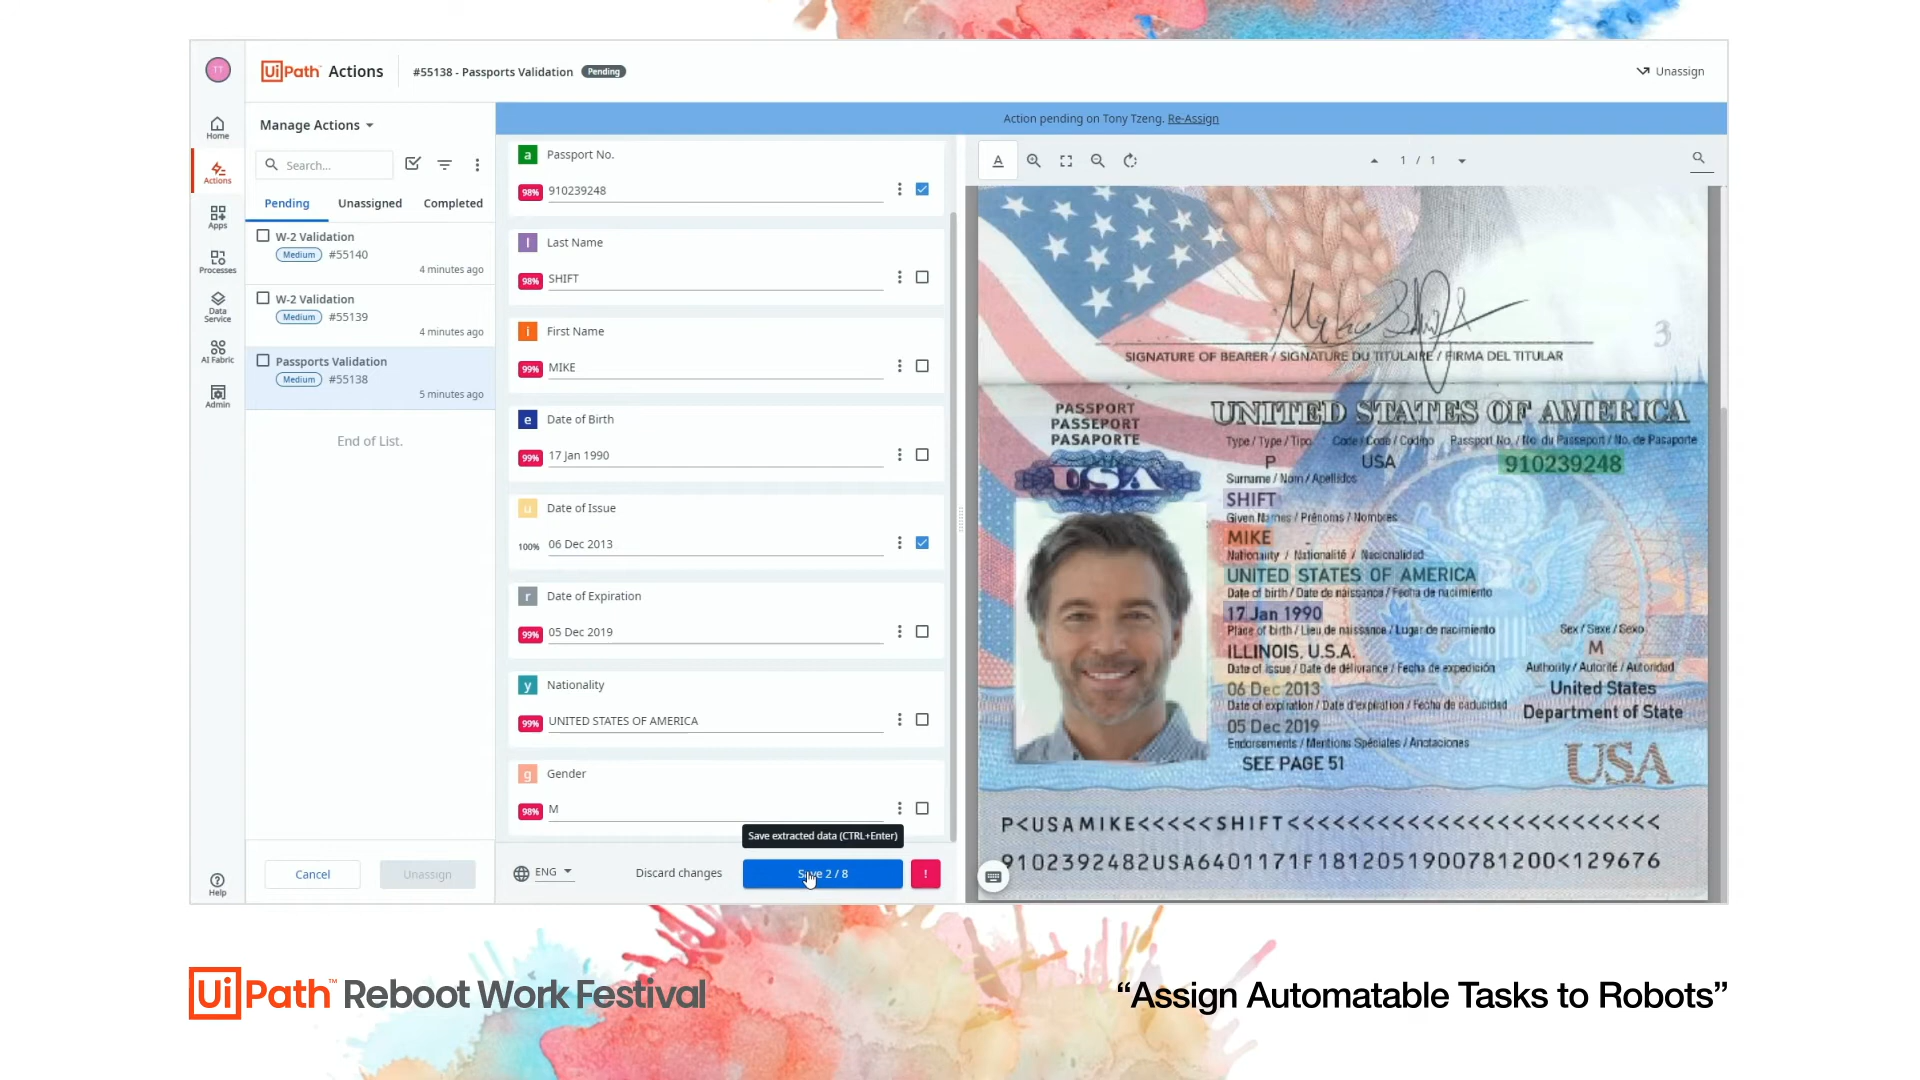 TT
UiPath™ Actions
#55138 - Passports Validation
Pending
Unassign
Home
Actions
Apps
Processes
Data Service
AI Fabric
Admin
Help
Manage Actions
Search...
Pending
Unassigned
Completed
W-2 Validation
Medium #55140
4 minutes ago
W-2 Validation
Medium #55139
4 minutes ago
Passports Validation
Medium #55138
5 minutes ago
End of List.
Cancel
Unassign
Action pending on Tony Tzeng. Re-Assign
a Passport No.
98% 910239248
l Last Name
98% SHIFT
i First Name
99% MIKE
e Date of Birth
99% 17 Jan 1990
u Date of Issue
100% 06 Dec 2013
r Date of Expiration
99% 05 Dec 2019
y Nationality
99% UNITED STATES OF AMERICA
g Gender
98% M
Save extracted data (CTRL+Enter)
ENG
Discard changes
Save 2 / 8
!
A
1 / 1
3
SIGNATURE OF BEARER / SIGNATURE DU TITULAIRE / FIRMA DEL TITULAR
PASSPORT
PASSEPORT
PASAPORTE
USA
UNITED STATES OF AMERICA
Type / Type / Tipo Code / Code / Codigo Passport No. / No. du Passeport / No. de Pasaporte
P USA 910239248
Surname / Nom / Apellidos
SHIFT
Given Names / Prénoms / Nombres
MIKE
Nationality / Nationalité / Nacionalidad
UNITED STATES OF AMERICA
Date of birth / Date de naissance / Fecha de nacimiento
17 Jan 1990
Place of birth / Lieu de naissance / Lugar de nacimiento
Sex / Sexe / Sexo
ILLINOIS, U.S.A.
M
Date of issue / Date de délivrance / Fecha de expedición
Authority / Autorité / Autoridad
06 Dec 2013
United States
Date of expiration / Date d'expiration / Fecha de caducidad
Department of State
05 Dec 2019
Endorsements / Mentions Spéciales / Anotaciones
SEE PAGE 51
USA
P<USAMIKE<<<<<SHIFT<<<<<<<<<<<<<<<<<<<<<<<<<
9102392482USA6401171F1812051900781200<129676
UiPath™ Reboot Work Festival
“Assign Automatable Tasks to Robots”